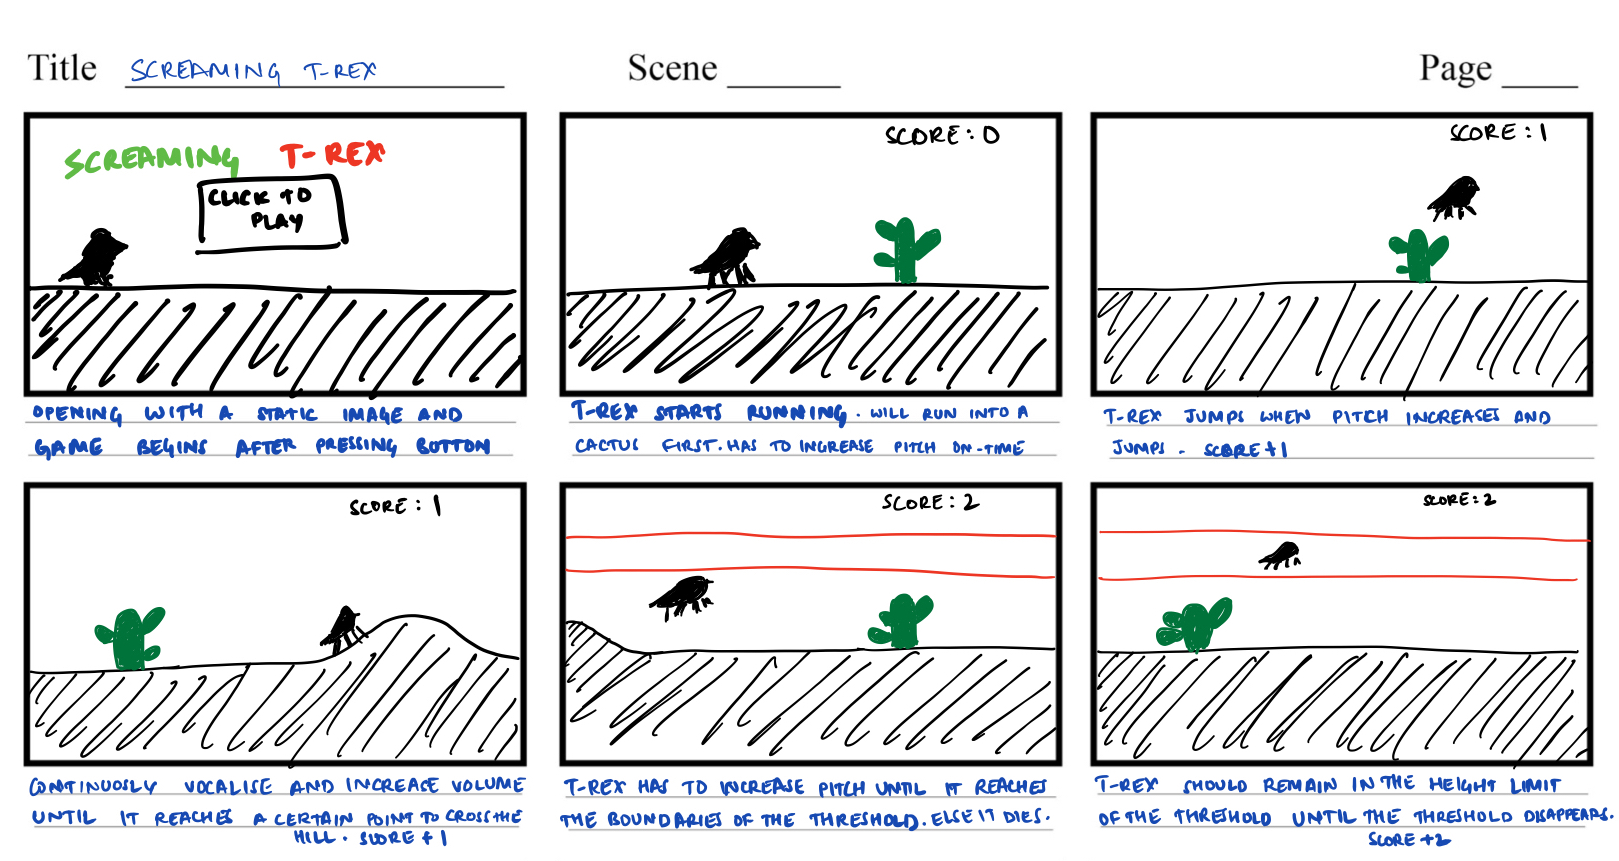 Title SCREAMING T-REX Scene Page
SCREAMING T-REX
CLICK TO
PLAY
OPENING WITH A STATIC IMAGE AND
GAME BEGINS AFTER PRESSING BUTTON
SCORE: 0
T-REX STARTS RUNNING. WILL RUN INTO A
CACTUS FIRST. HAS TO INCREASE PITCH ON-TIME
SCORE: 1
T-REX JUMPS WHEN PITCH INCREASES AND
JUMPS. SCORE +1
SCORE: 1
CONTINUOSLY VOCALISE AND INCREASE VOLUME
UNTIL IT REACHES A CERTAIN POINT TO CROSS THE
HILL. SCORE +1
SCORE: 2
T-REX HAS TO INCREASE PITCH UNTIL IT REACHES
THE BOUNDARIES OF THE THRESHOLD. ELSE IT DIES.
SCORE: 2
T-REX SHOULD REMAIN IN THE HEIGHT LIMIT
OF THE THRESHOLD UNTIL THE THRESHOLD DISAPPEARS.
SCORE +2